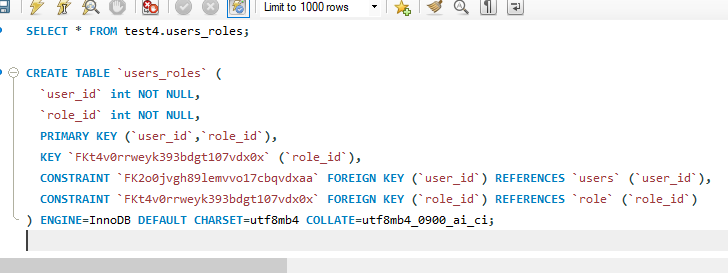 Limit to 1000 rows
SELECT * FROM test4.users_roles;
CREATE TABLE `users_roles` (
`user_id` int NOT NULL,
`role_id` int NOT NULL,
PRIMARY KEY (`user_id`,`role_id`),
KEY `FKt4v0rrweyk393bdgt107vdx0x` (`role_id`),
CONSTRAINT `FK2o0jvgh89lemvvo17cbqvdxaa` FOREIGN KEY (`user_id`) REFERENCES `users` (`user_id`),
CONSTRAINT `FKt4v0rrweyk393bdgt107vdx0x` FOREIGN KEY (`role_id`) REFERENCES `role` (`role_id`)
) ENGINE=InnoDB DEFAULT CHARSET=utf8mb4 COLLATE=utf8mb4_0900_ai_ci;